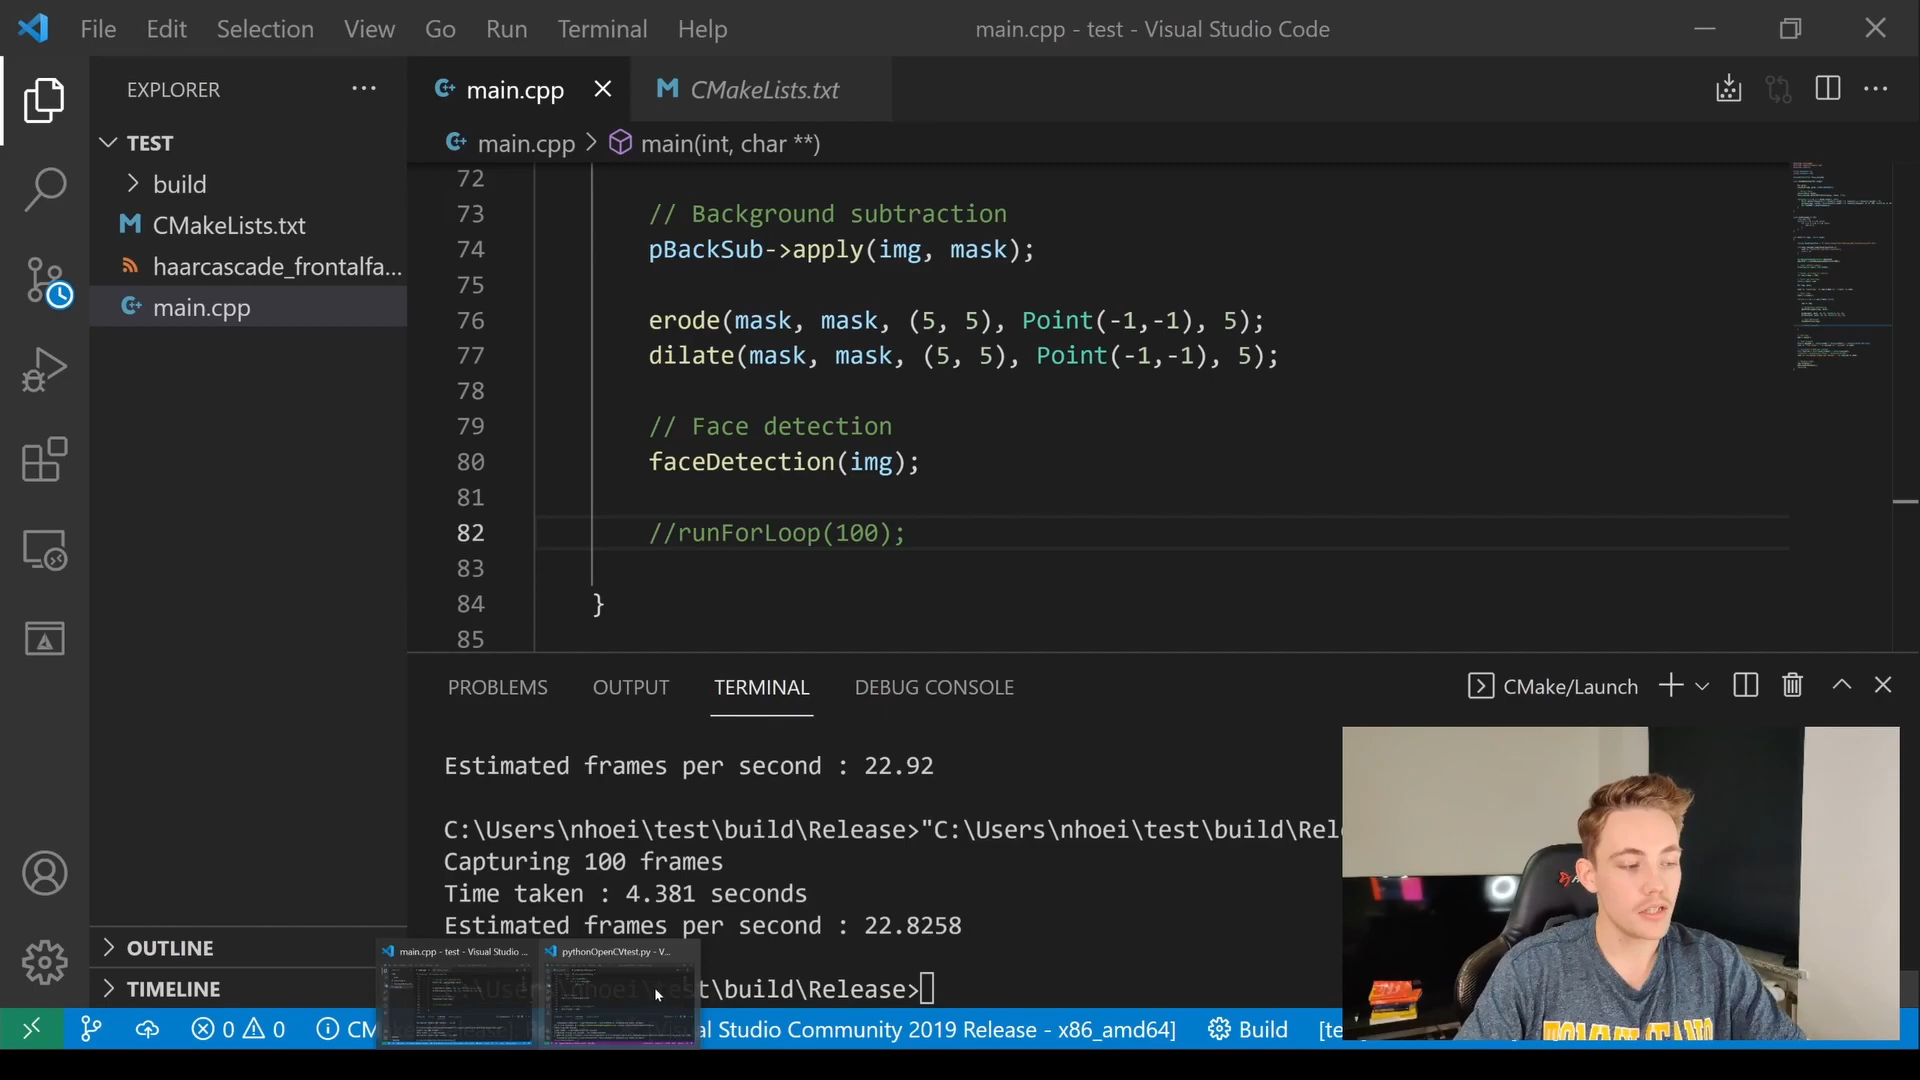 File Edit Selection View Go Run Terminal Help
main.cpp - test - Visual Studio Code
EXPLORER
TEST
build
CMakeLists.txt
haarcascade_frontalfa...
main.cpp
OUTLINE
TIMELINE
main.cpp
CMakeLists.txt
main.cpp > main(int, char **)
72
73 // Background subtraction
74 pBackSub->apply(img, mask);
75
76 erode(mask, mask, (5, 5), Point(-1,-1), 5);
77 dilate(mask, mask, (5, 5), Point(-1,-1), 5);
78
79 // Face detection
80 faceDetection(img);
81
82 //runForLoop(100);
83
84 }
85
PROBLEMS OUTPUT TERMINAL DEBUG CONSOLE
CMake/Launch
Estimated frames per second : 22.92
C:\Users\nhoei\test\build\Release>"C:\Users\nhoei\test\build\Rel
Capturing 100 frames
Time taken : 4.381 seconds
Estimated frames per second : 22.8258
:\Users\nhoei\test\build\Release>
main.cpp - test - Visual Studio ...
pythonOpenCVtest.py - V...
0 0 CM
al Studio Community 2019 Release - x86_amd64]
Build
[te